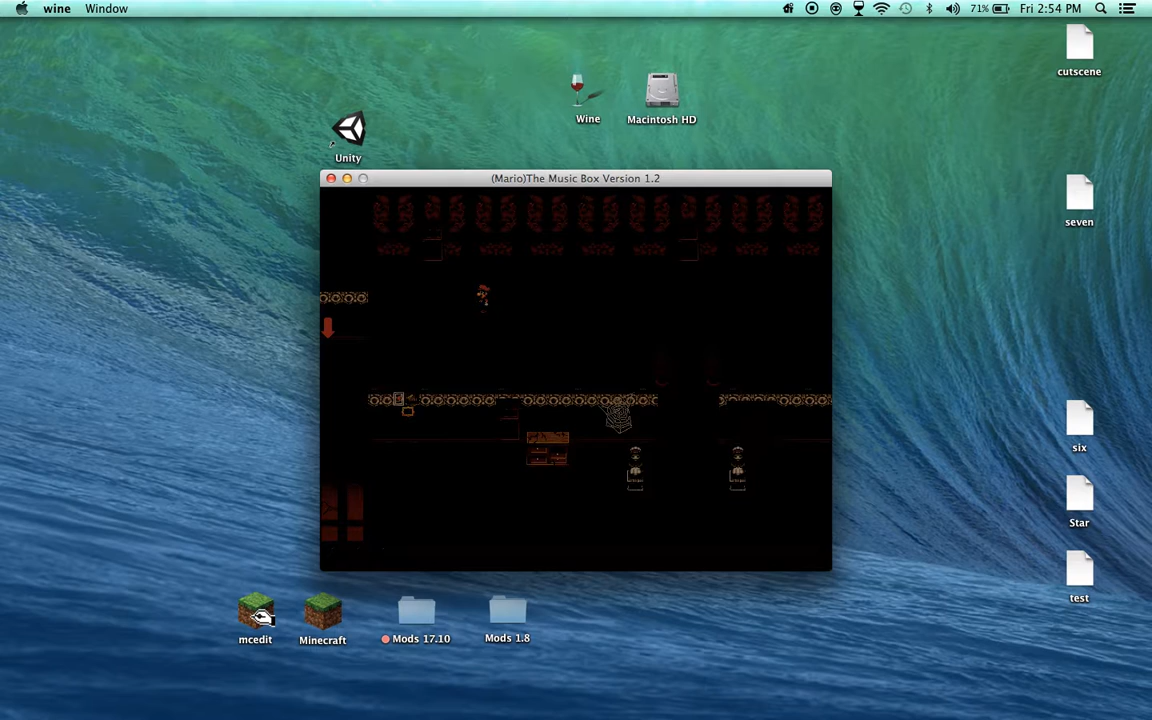 wine Window
71% Fri 2:54 PM
cutscene
Wine
Macintosh HD
Unity
(Mario)The Music Box Version 1.2
seven
six
Star
test
mcedit
Minecraft
Mods 17.10
Mods 1.8